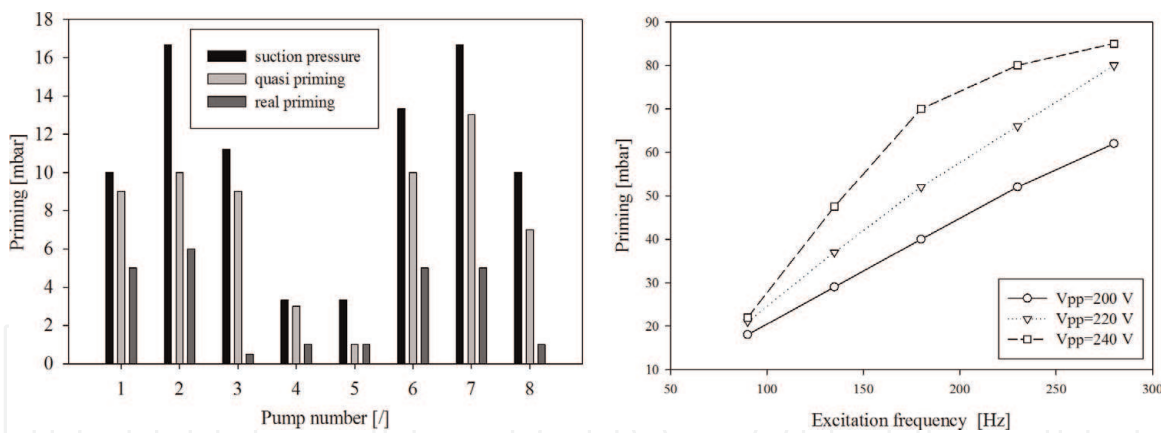 Priming [mbar]
18
16
14
12
10
8
6
4
2
0
suction pressure
quasi priming
real priming
1 2 3 4 5 6 7 8
Pump number [/]
Priming [mbar]
90
80
70
60
50
40
30
20
10
Vpp=200 V
Vpp=220 V
Vpp=240 V
50 100 150 200 250 300
Excitation frequency [Hz]